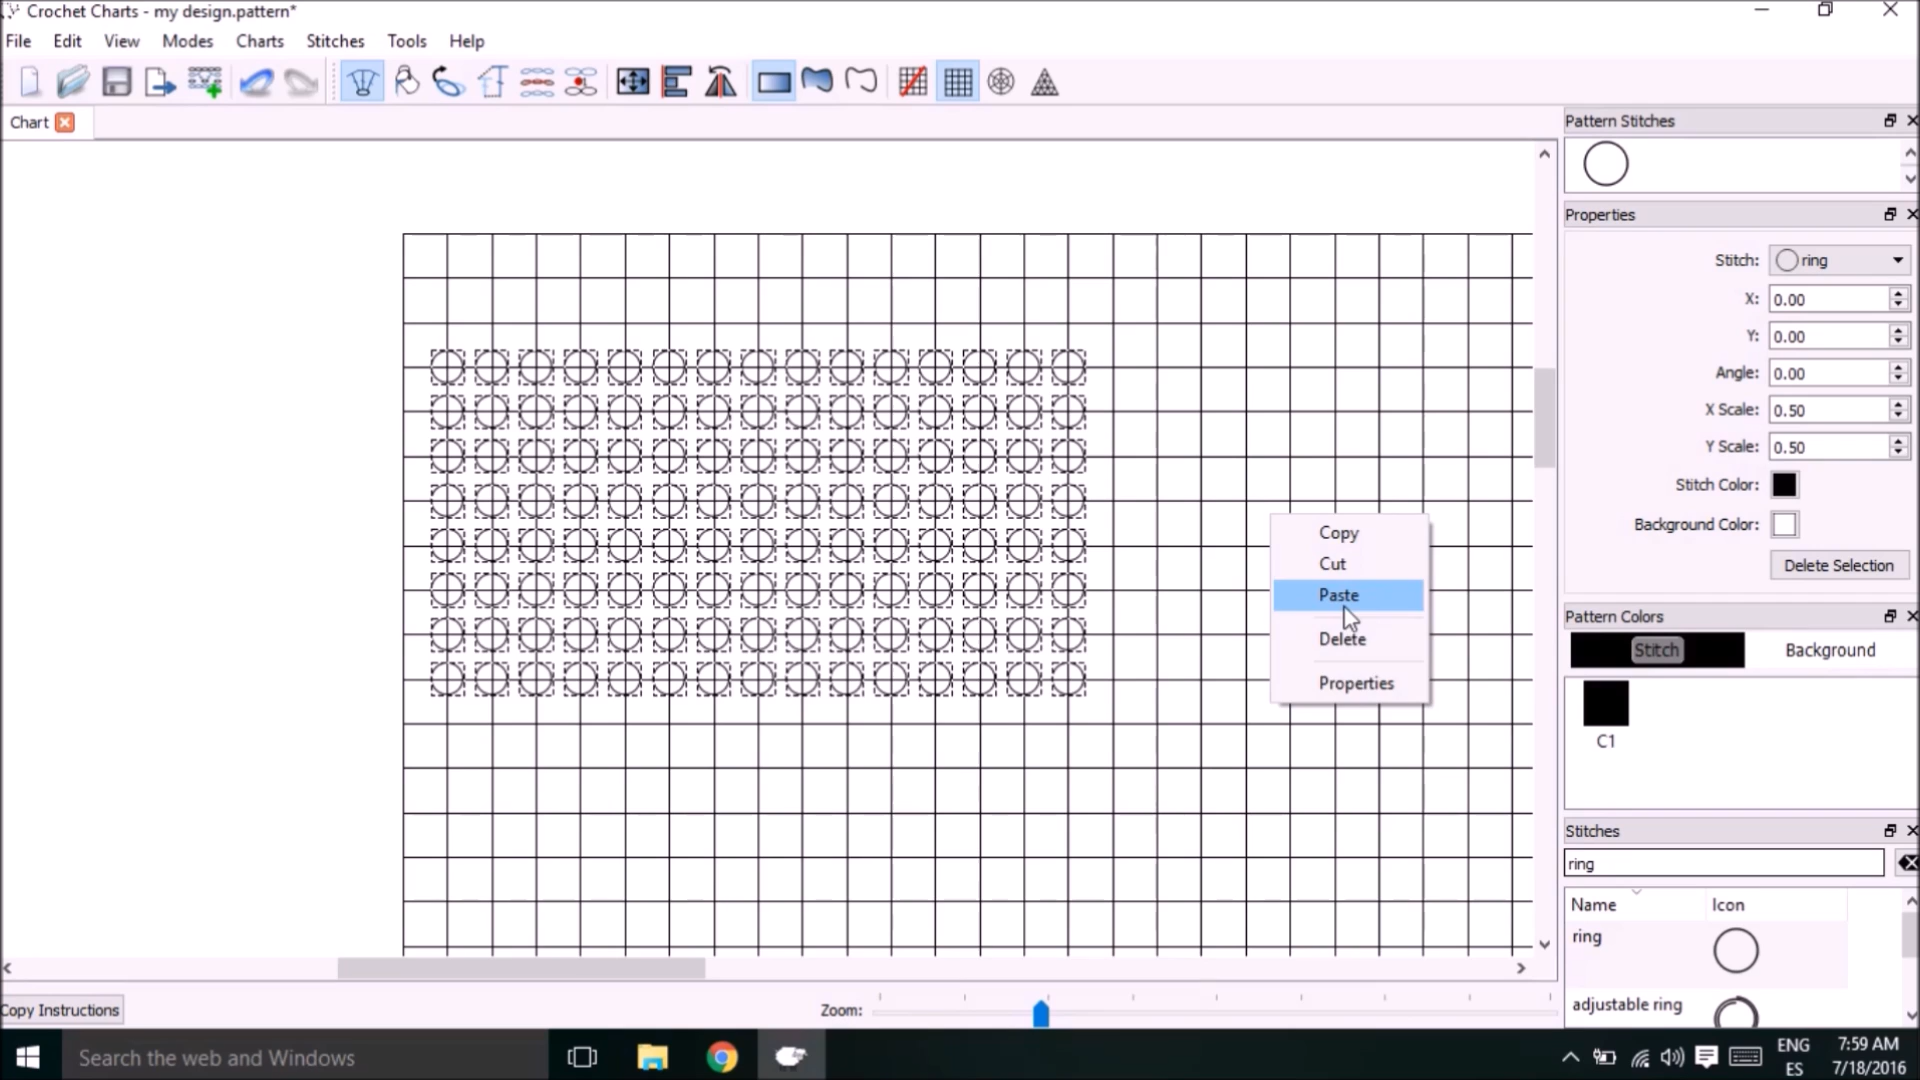 Crochet Charts - my design.pattern*
File Edit View Modes Charts Stitches Tools Help
Chart
Pattern Stitches
Properties
Stitch: ring
X: 0.00
Y: 0.00
Angle: 0.00
X Scale: 0.50
Y Scale: 0.50
Stitch Color:
Background Color:
Delete Selection
Copy
Cut
Paste
Delete
Properties
Pattern Colors
Stitch Background
C1
Stitches
ring
Name Icon
ring
adjustable ring
Copy Instructions
Zoom:
Search the web and Windows
ENG
ES
7:59 AM
7/18/2016